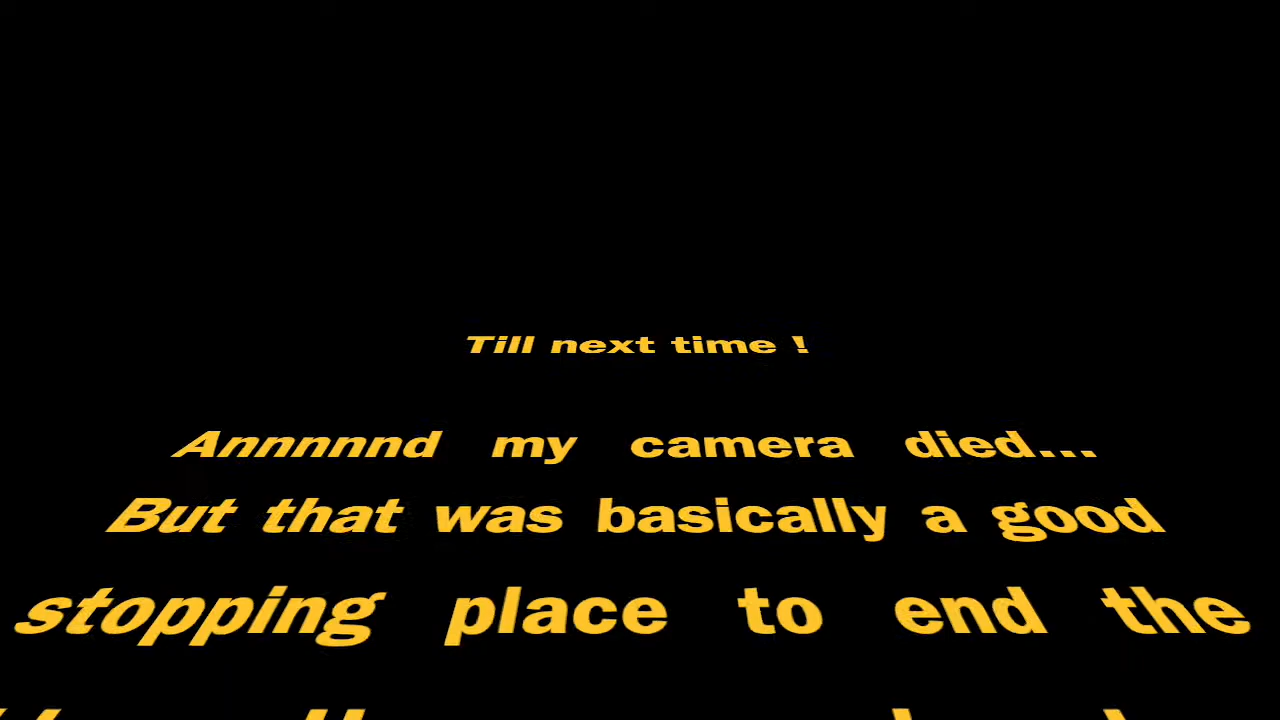 Till next time !
Annnnnd my camera died...
But that was basically a good
stopping place to end the